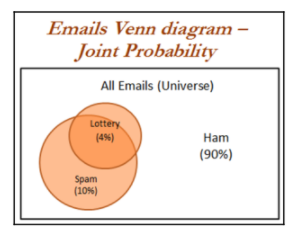 Emails Venn diagram –
Joint Probability
All Emails (Universe)
Lottery
(4%)
Ham
(90%)
Spam
(10%)